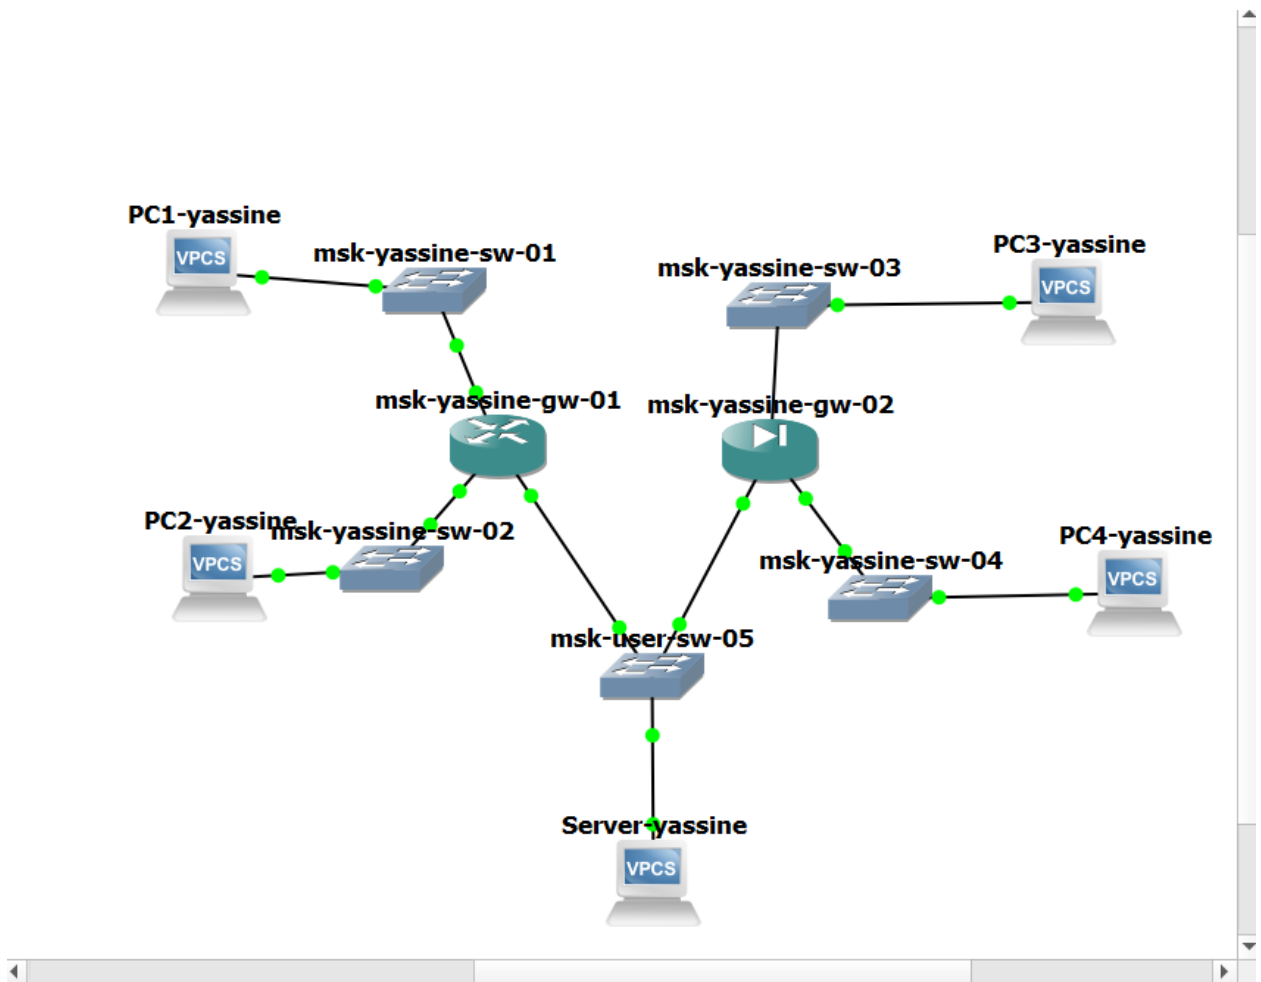 PC1-yassine
VPCS
msk-yassine-sw-01
msk-yassine-sw-03
PC3-yassine
VPCS
msk-yassine-gw-01
msk-yassine-gw-02
PC2-yassine
VPCS
msk-yassine-sw-02
msk-yassine-sw-04
PC4-yassine
VPCS
msk-user-sw-05
Server-yassine
VPCS